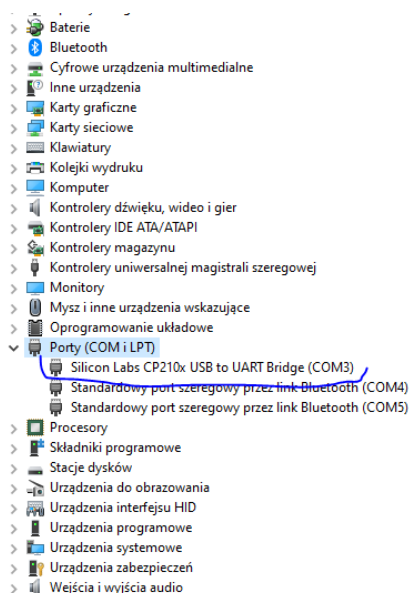 Baterie
Bluetooth
Cyfrowe urządzenia multimedialne
Inne urządzenia
Karty graficzne
Karty sieciowe
Klawiatury
Kolejki wydruku
Komputer
Kontrolery dźwięku, wideo i gier
Kontrolery IDE ATA/ATAPI
Kontrolery magazynu
Kontrolery uniwersalnej magistrali szeregowej
Monitory
Mysz i inne urządzenia wskazujące
Oprogramowanie układowe
Porty (COM i LPT)
Silicon Labs CP210x USB to UART Bridge (COM3)
Standardowy port szeregowy przez link Bluetooth (COM4)
Standardowy port szeregowy przez link Bluetooth (COM5)
Procesory
Składniki programowe
Stacje dysków
Urządzenia do obrazowania
Urządzenia interfejsu HID
Urządzenia programowe
Urządzenia systemowe
Urządzenia zabezpieczeń
Wejścia i wyjścia audio